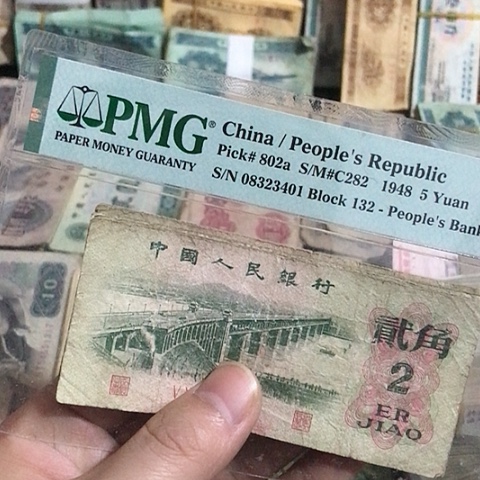 PMG®
PAPER MONEY GUARANTY
China / People's Republic
Pick# 802a S/M#C282 1948 5 Yuan
S/N 08323401 Block 132 - People's Bank
中國人民銀行
貳角
2
ER
JIAO
10